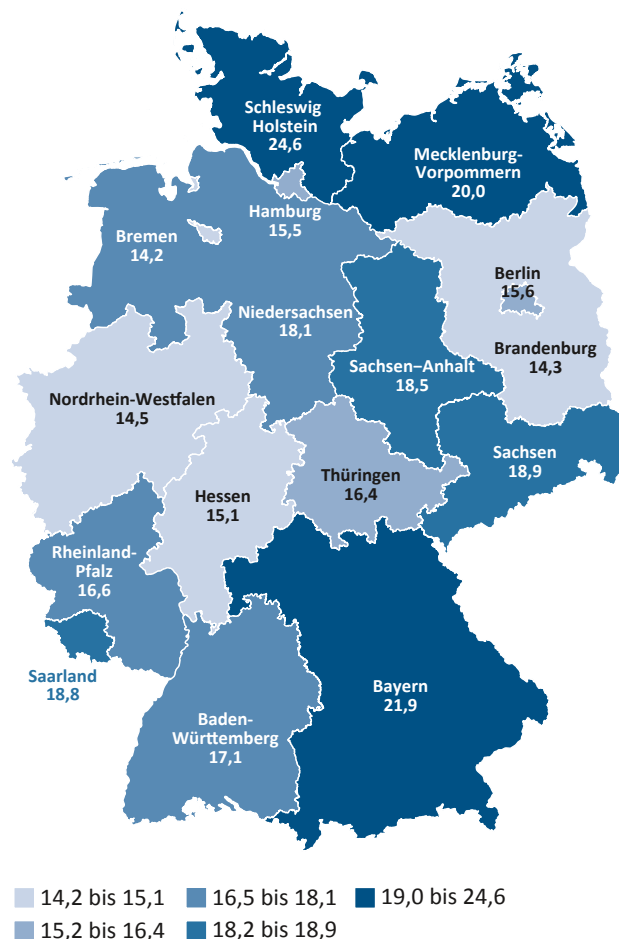 Schleswig
Holstein
24,6
Mecklenburg-
Vorpommern
20,0
Hamburg
15,5
Bremen
14,2
Berlin
15,6
Niedersachsen
18,1
Brandenburg
14,3
Sachsen–Anhalt
18,5
Nordrhein-Westfalen
14,5
Sachsen
18,9
Thüringen
16,4
Hessen
15,1
Rheinland-
Pfalz
16,6
Saarland
18,8
Bayern
21,9
Baden-
Württemberg
17,1
14,2 bis 15,1
16,5 bis 18,1
19,0 bis 24,6
15,2 bis 16,4
18,2 bis 18,9